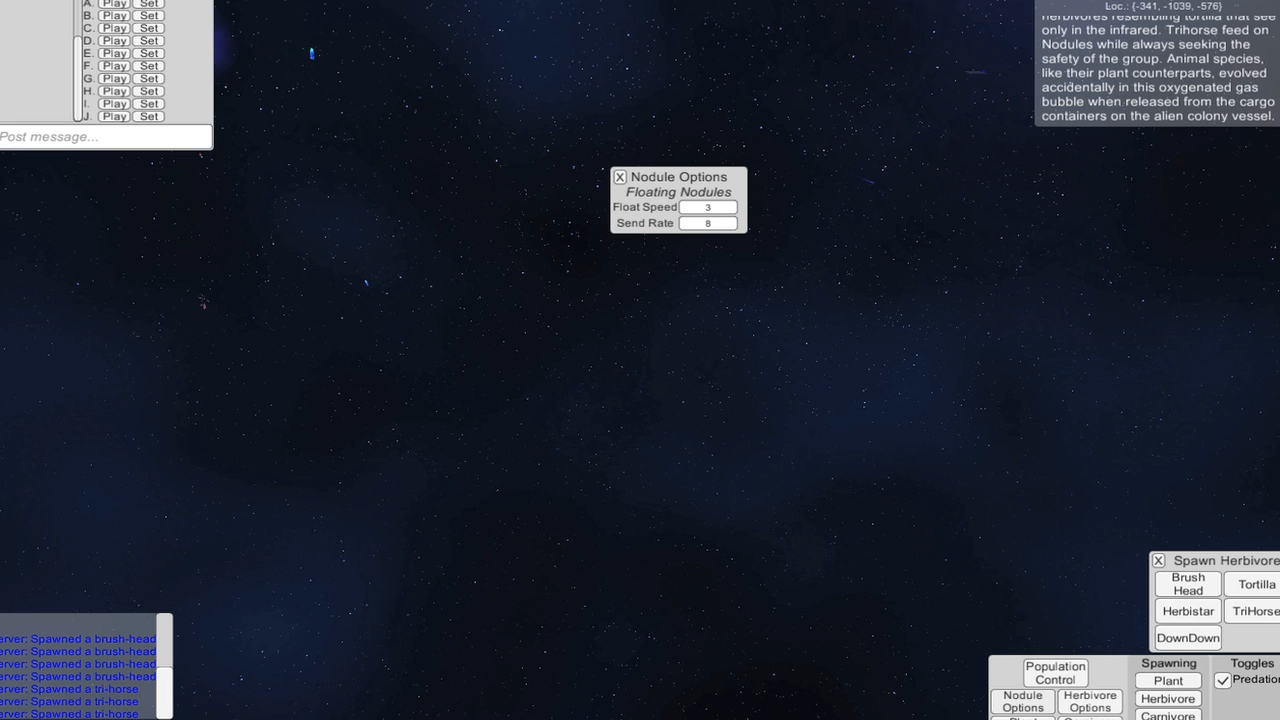 A. Play Set
B. Play Set
C. Play Set
D. Play Set
E. Play Set
F. Play Set
G. Play Set
H. Play Set
I. Play Set
J. Play Set
Post message...
Loc.: {-341, -1039, -576}
herbivores resembling tortilla that see
only in the infrared. Trihorse feed on
Nodules while always seeking the
safety of the group. Animal species,
like their plant counterparts, evolved
accidentally in this oxygenated gas
bubble when released from the cargo
containers on the alien colony vessel.
X Nodule Options
Floating Nodules
Float Speed 3
Send Rate 8
X Spawn Herbivore
Brush
Head
Tortilla
Herbistar
TriHorse
DownDown
erver: Spawned a brush-head
erver: Spawned a brush-head
erver: Spawned a brush-head
erver: Spawned a brush-head
erver: Spawned a tri-horse
erver: Spawned a tri-horse
erver: Spawned a tri-horse
Population
Control
Nodule
Options
Herbivore
Options
Spawning
Plant
Herbivore
Carnivore
Toggles
Predation